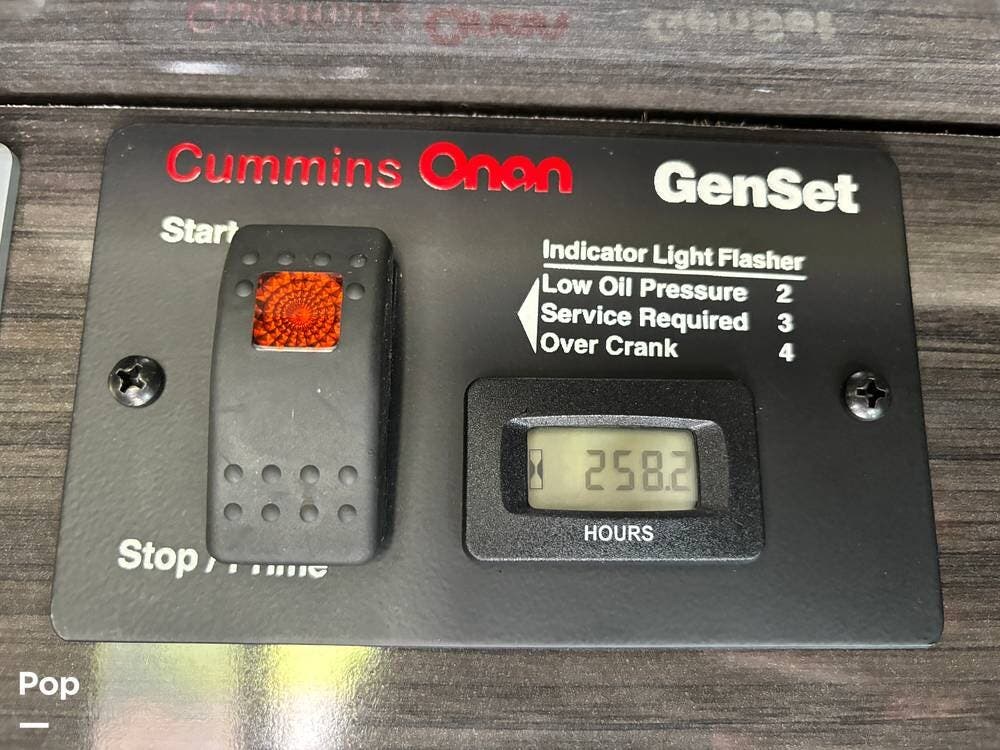 Cummins Onan GenSet
Start
Indicator Light Flasher
Low Oil Pressure 2
Service Required 3
Over Crank 4
258.2
HOURS
Stop / Prime
Pop